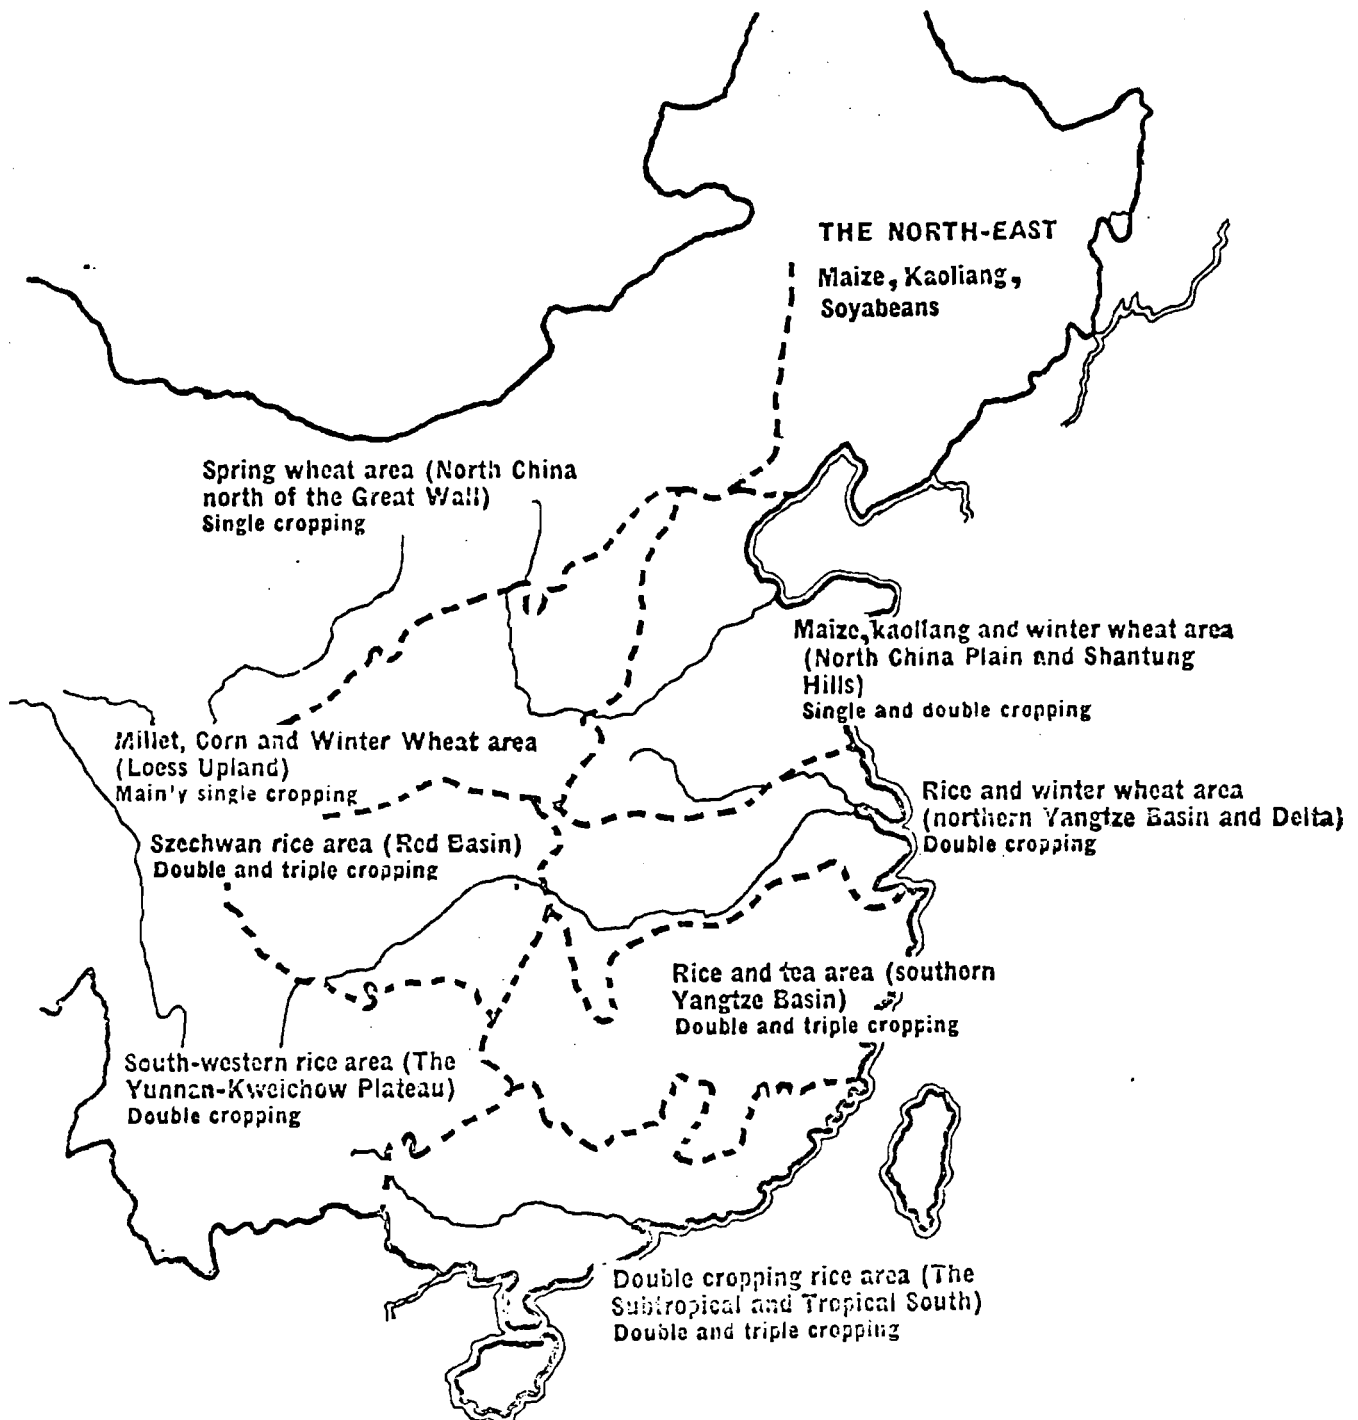 THE NORTH-EAST
Maize, Kaoliang,
Soyabeans
Spring wheat area (North China
north of the Great Wall)
Single cropping
Maize, kaoliang and winter wheat area
(North China Plain and Shantung
Hills)
Single and double cropping
Millet, Corn and Winter Wheat area
(Loess Upland)
Main'y single cropping
Rice and winter wheat area
(northern Yangtze Basin and Delta)
Double cropping
Szechwan rice area (Red Basin)
Double and triple cropping
Rice and tea area (southern
Yangtze Basin)
Double and triple cropping
South-western rice area (The
Yunnan-Kweichow Plateau)
Double cropping
Double cropping rice area (The
Subtropical and Tropical South)
Double and triple cropping